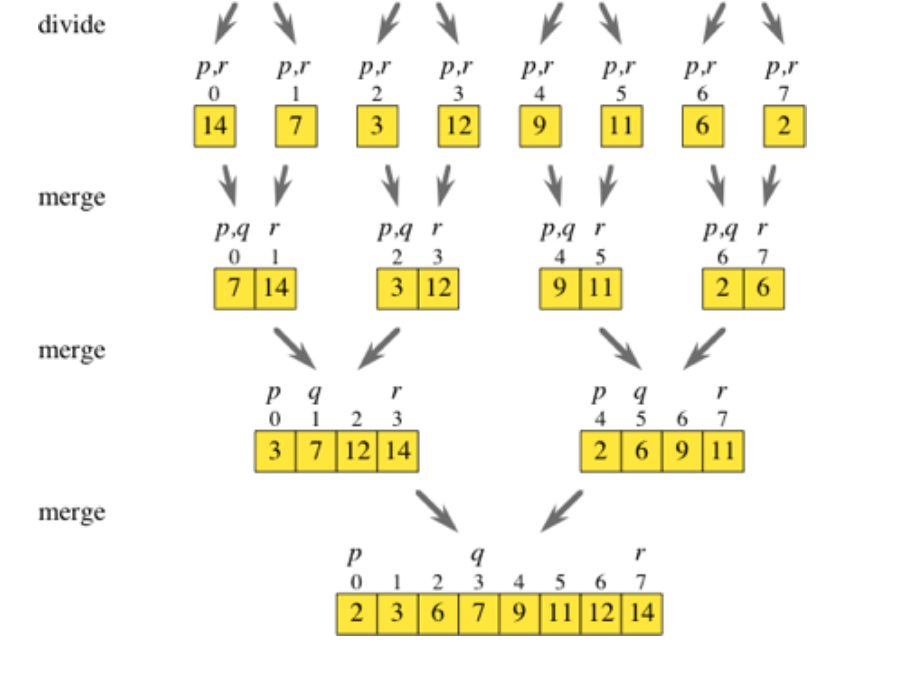 divide
p,r p,r p,r p,r p,r p,r p,r p,r
0 1 2 3 4 5 6 7
14 7 3 12 9 11 6 2
merge
p,q r p,q r p,q r p,q r
0 1 2 3 4 5 6 7
7 14 3 12 9 11 2 6
merge
p q r p q r
0 1 2 3 4 5 6 7
3 7 12 14 2 6 9 11
merge
p q r
0 1 2 3 4 5 6 7
2 3 6 7 9 11 12 14